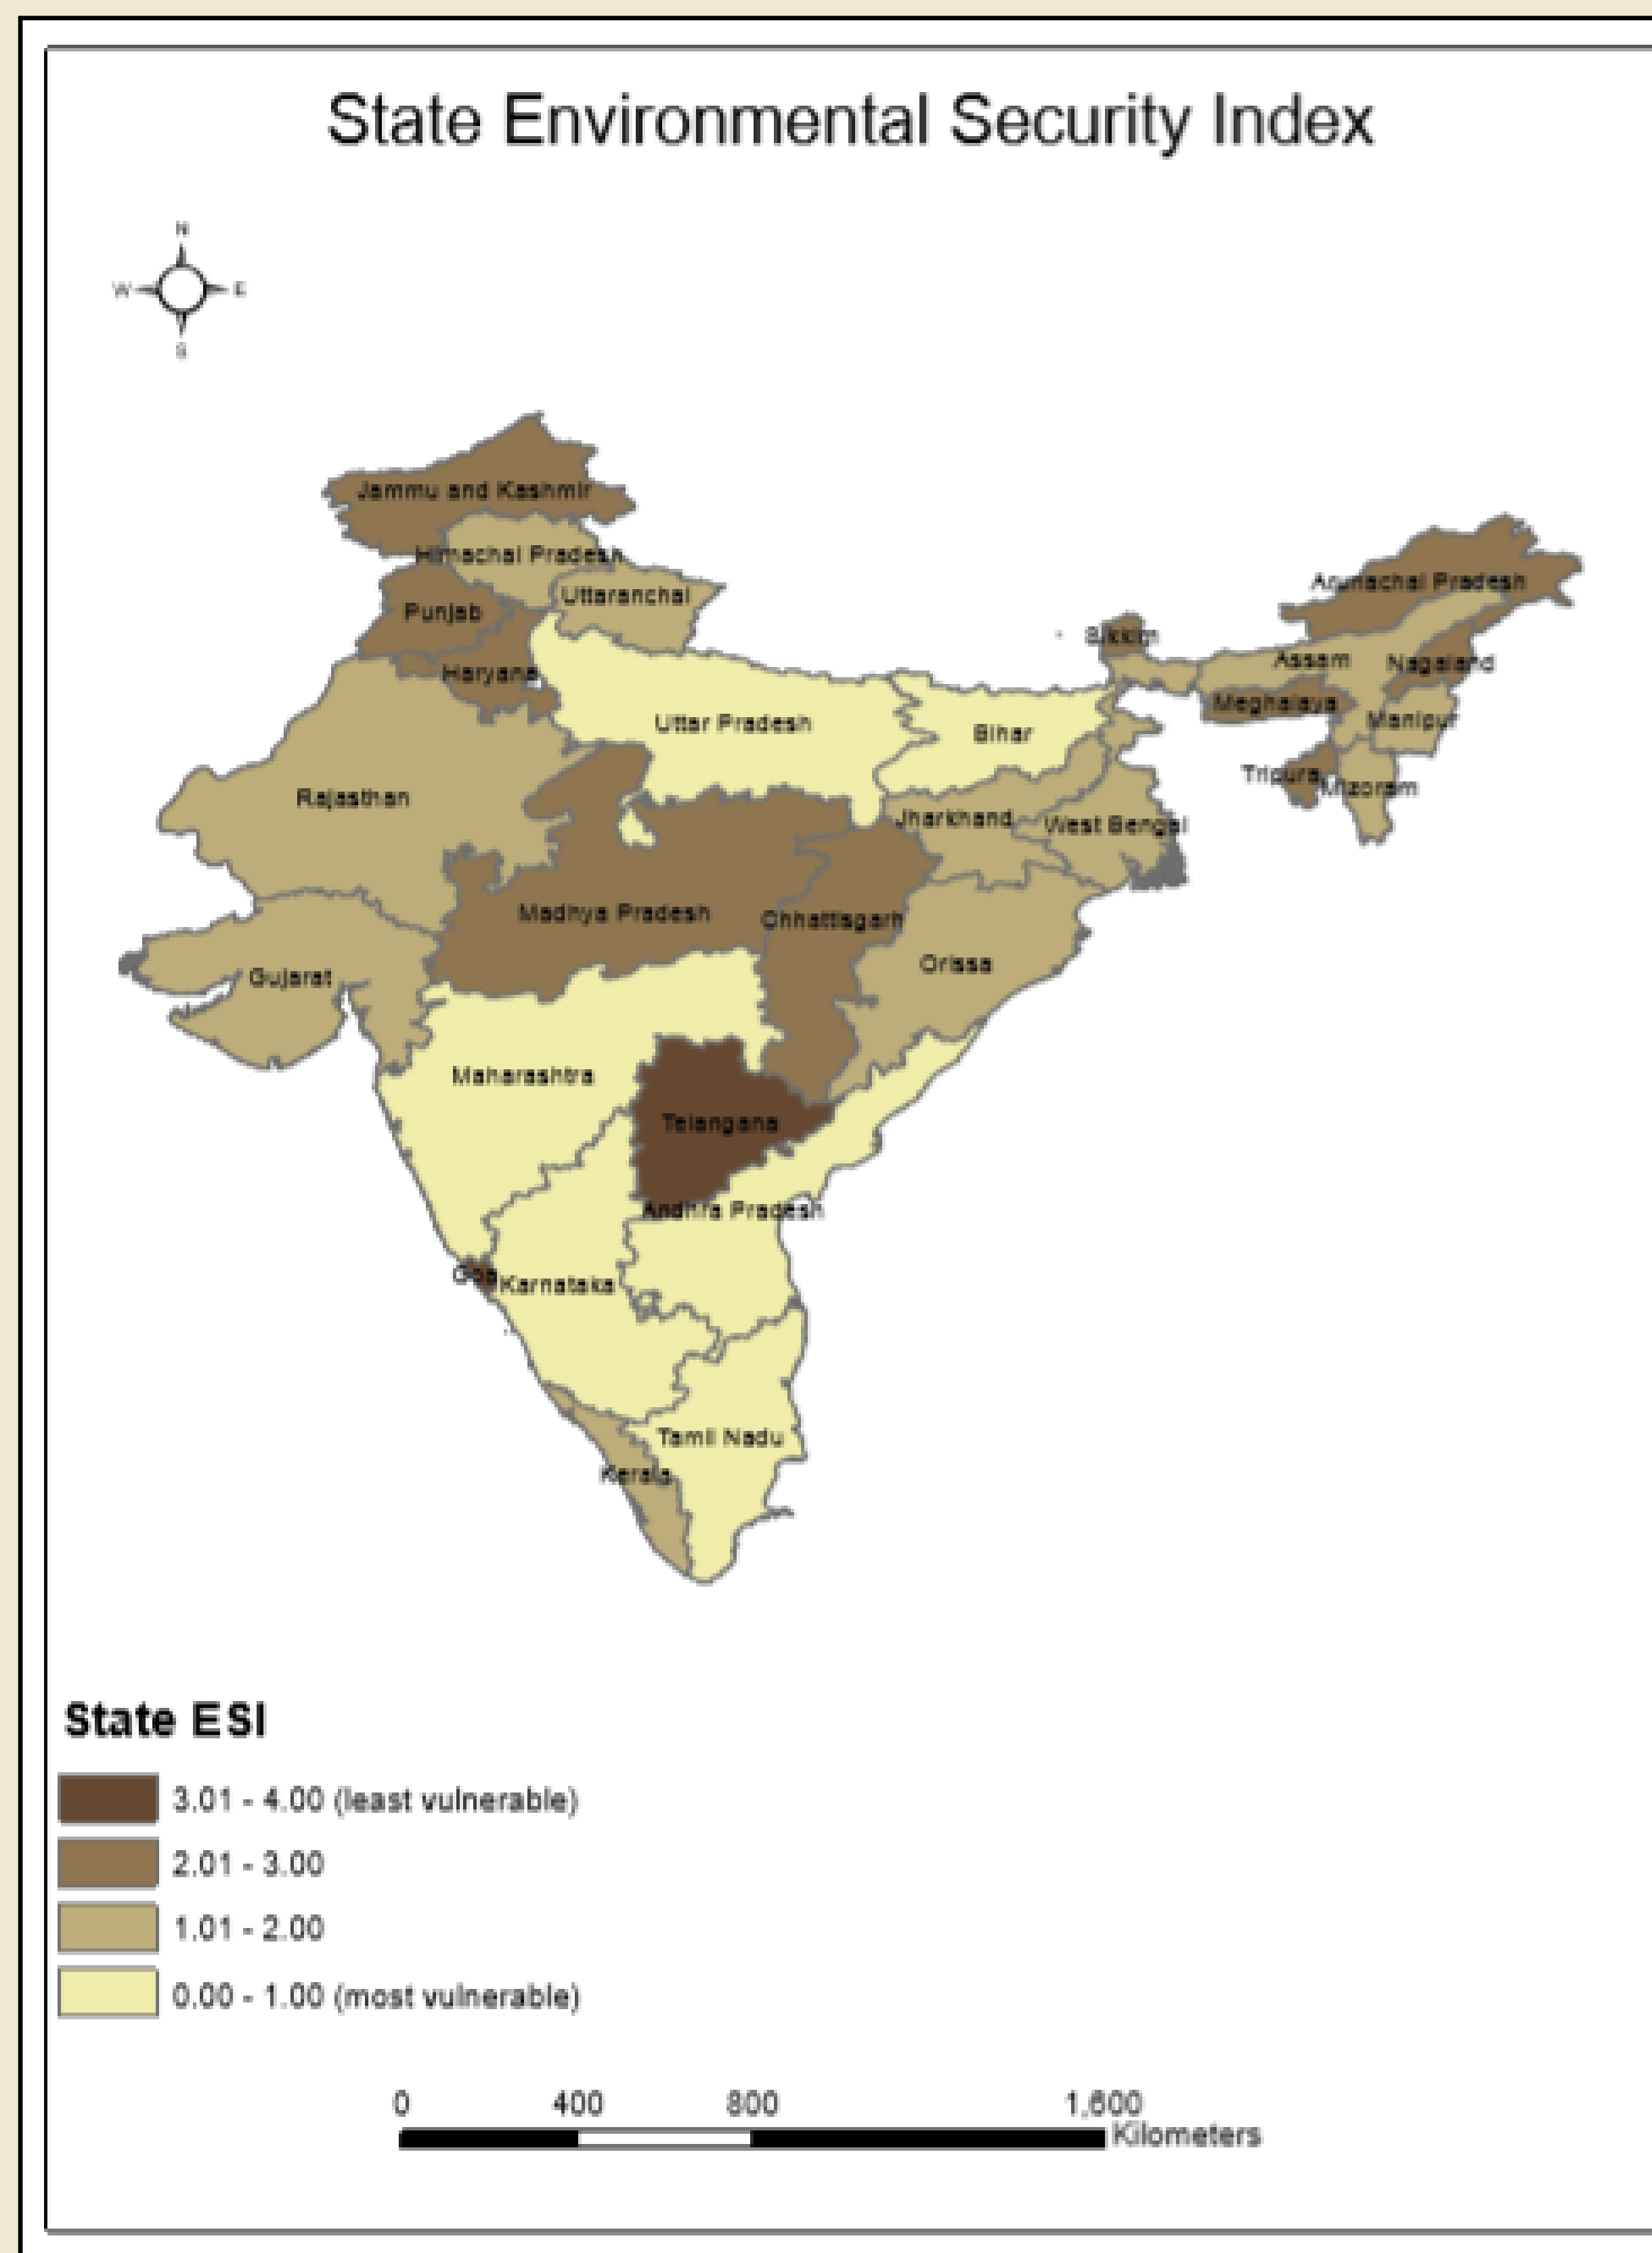 State Environmental Security Index
N
W E
S
Jammu and Kashmir
Himachal Pradesh
Uttaranchal
Punjab
Arunachal Pradesh
Sikkim
Haryana
Assam
Nagaland
Meghalaya
Manipur
Uttar Pradesh
Bihar
Tripura
Mizoram
Rajasthan
Jharkhand
West Bengal
Madhya Pradesh
Chhattisgarh
Orissa
Gujarat
Maharashtra
Telangana
Andhra Pradesh
Goa
Karnataka
Tamil Nadu
Kerala
State ESI
3.01 - 4.00 (least vulnerable)
2.01 - 3.00
1.01 - 2.00
0.00 - 1.00 (most vulnerable)
0 400 800 1,600
Kilometers